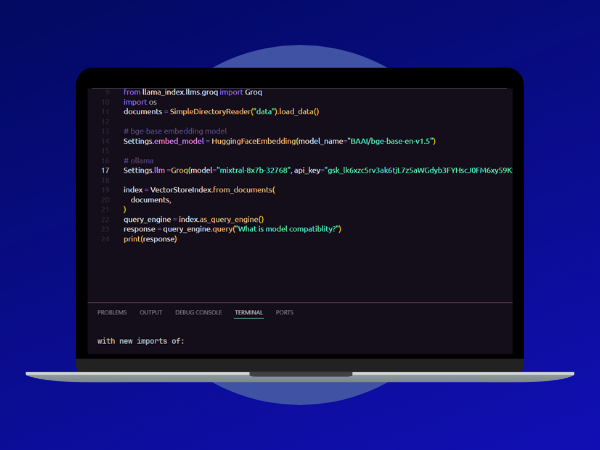 9 from llama_index.llms.groq import Groq
10 import os
11 documents = SimpleDirectoryReader("data").load_data()
12
13 # bge-base embedding model
14 Settings.embed_model = HuggingFaceEmbedding(model_name="BAAI/bge-base-en-v1.5")
15
16 # ollama
17 Settings.llm =Groq(model="mixtral-8x7b-32768", api_key=
18
19 index = VectorStoreIndex.from_documents(
20 documents,
21 )
22 query_engine = index.as_query_engine()
23 response = query_engine.query("What is model compatiblity?")
24 print(response)
PROBLEMS OUTPUT DEBUG CONSOLE TERMINAL PORTS
with new imports of: